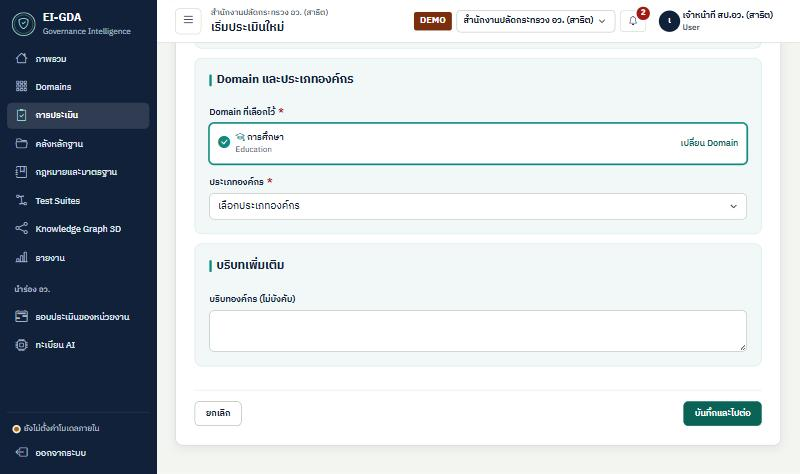 EI-GDA
Governance Intelligence
ภาพรวม
Domains
การประเมิน
คลังหลักฐาน
กฎหมายและมาตรฐาน
Test Suites
Knowledge Graph 3D
รายงาน
นำร่อง อว.
รอบประเมินของหน่วยงาน
ทะเบียน AI
ยังไม่ตั้งค่าโมเดลภายใน
ออกจากระบบ
สำนักงานปลัดกระทรวง อว. (สาธิต)
เริ่มประเมินใหม่
DEMO
สำนักงานปลัดกระทรวง อว. (สาธิต)
2
เ
เจ้าหน้าที่ สป.อว. (สาธิต)
User
Domain และประเภทองค์กร
Domain ที่เลือกไว้ *
การศึกษา
Education
เปลี่ยน Domain
ประเภทองค์กร *
เลือกประเภทองค์กร
บริบทเพิ่มเติม
บริบทองค์กร (ไม่บังคับ)
ยกเลิก
บันทึกและไปต่อ